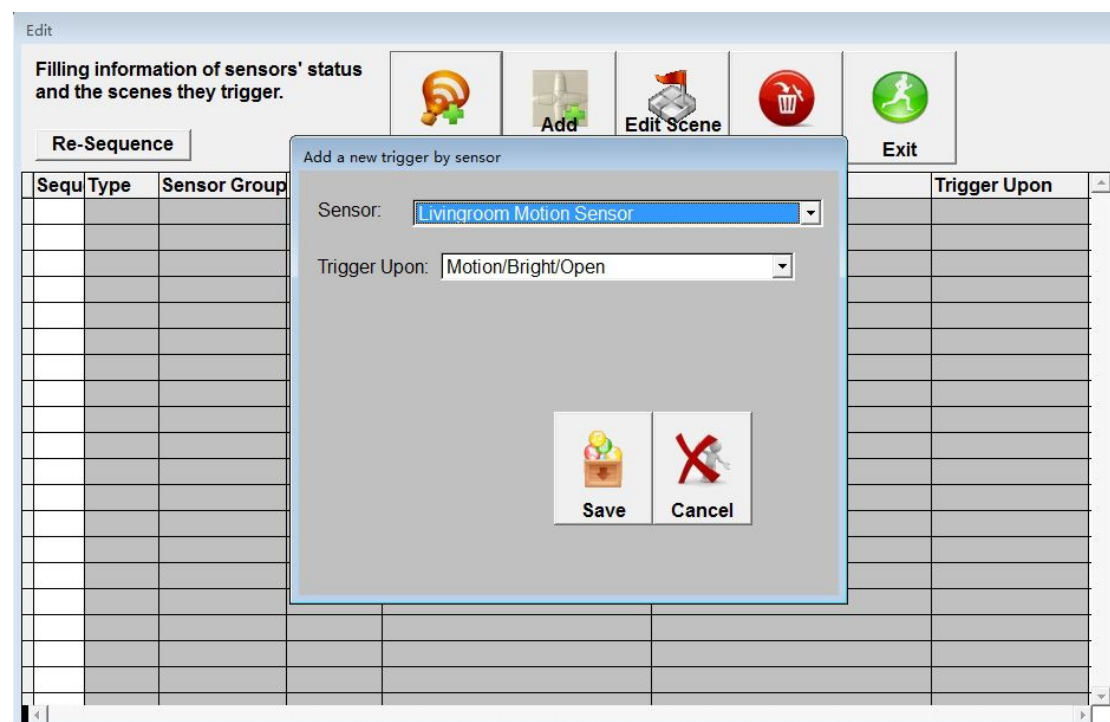 Edit
Filling information of sensors' status
and the scenes they trigger.
Re-Sequence
Add
Edit Scene
Exit
Add a new trigger by sensor
Sequ Type Sensor Group Trigger Upon
Sensor: Livingroom Motion Sensor
Trigger Upon: Motion/Bright/Open
Save Cancel